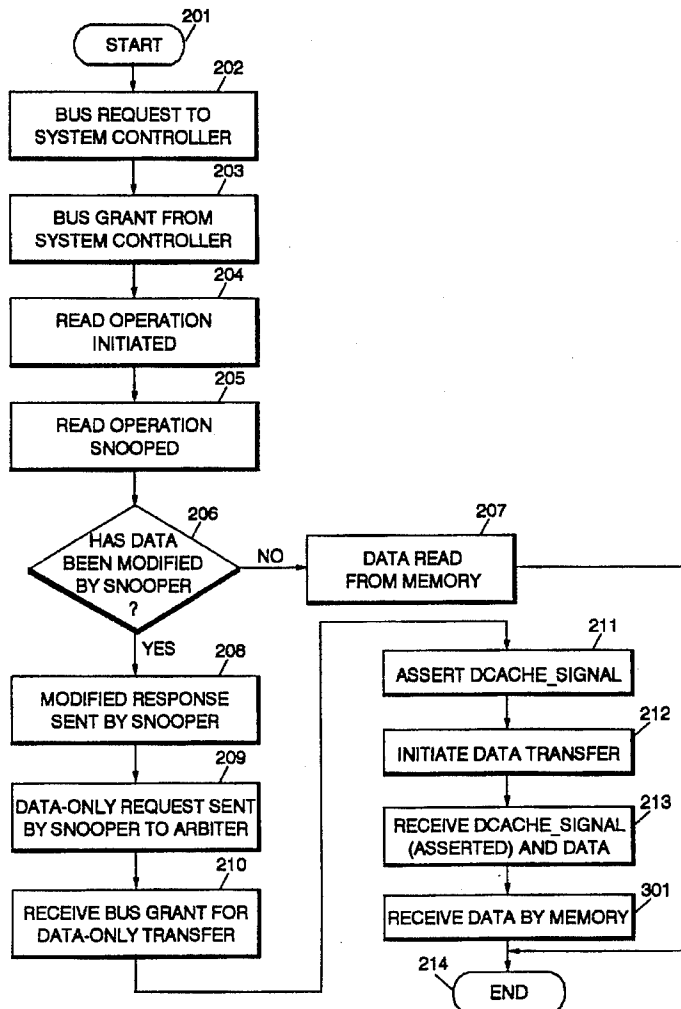 201
START
202
BUS REQUEST TO
SYSTEM CONTROLLER
203
BUS GRANT FROM
SYSTEM CONTROLLER
204
READ OPERATION
INITIATED
205
READ OPERATION
SNOOPED
206
HAS DATA
BEEN MODIFIED
BY SNOOPER
?
NO
207
DATA READ
FROM MEMORY
YES
208
MODIFIED RESPONSE
SENT BY SNOOPER
209
DATA-ONLY REQUEST SENT
BY SNOOPER TO ARBITER
210
RECEIVE BUS GRANT FOR
DATA-ONLY TRANSFER
211
ASSERT DCACHE_SIGNAL
212
INITIATE DATA TRANSFER
213
RECEIVE DCACHE_SIGNAL
(ASSERTED) AND DATA
301
RECEIVE DATA BY MEMORY
214
END